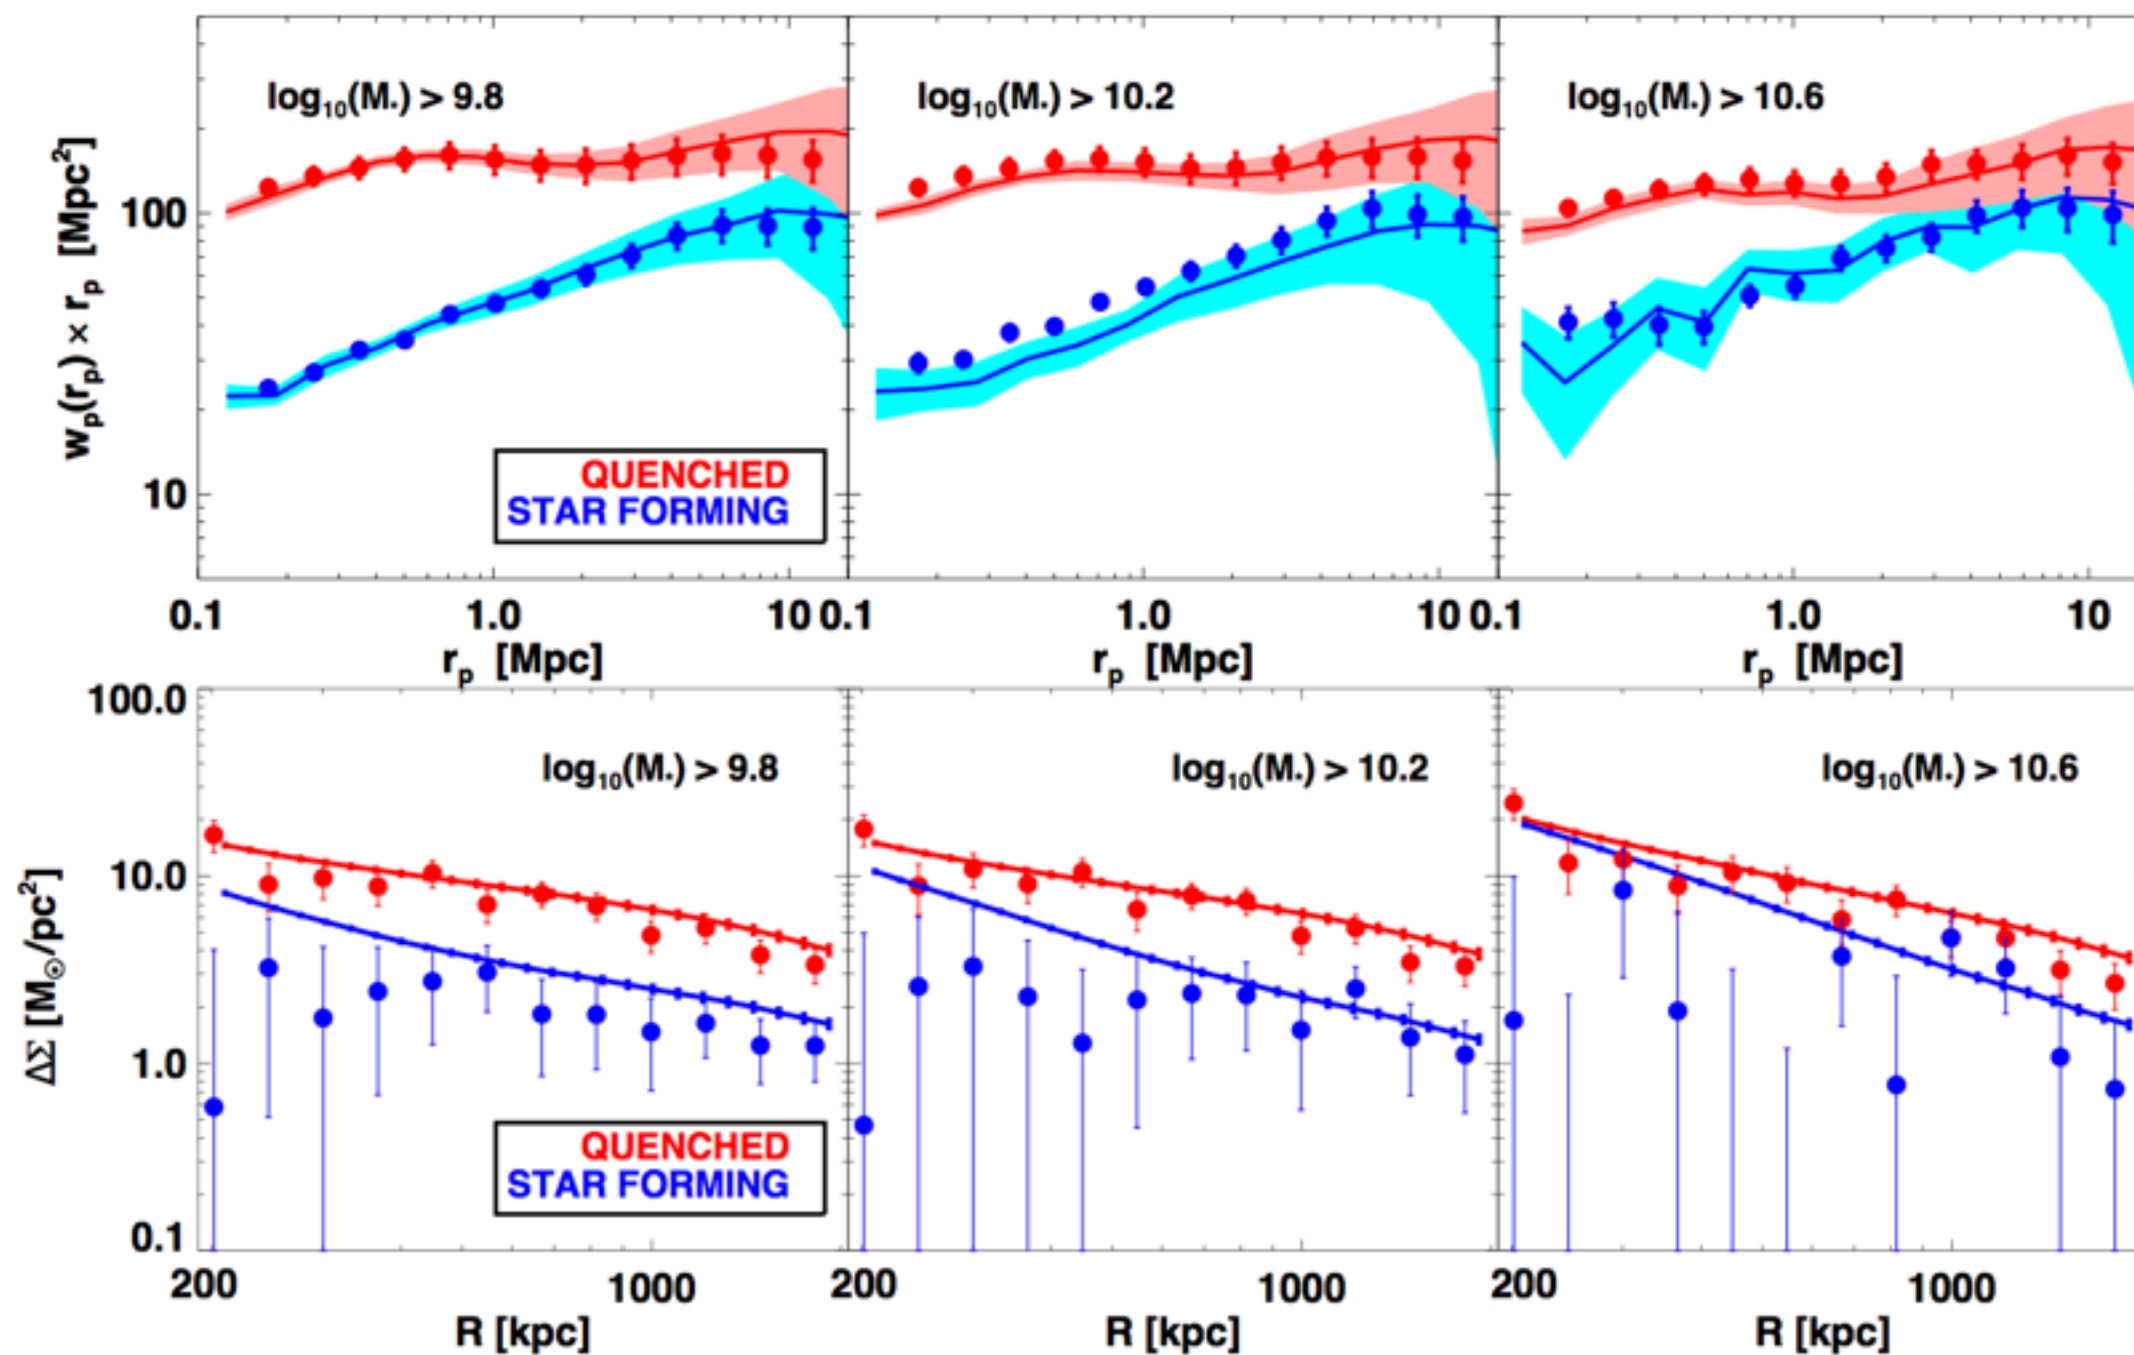 log₁₀(M.) > 9.8
log₁₀(M.) > 10.2
log₁₀(M.) > 10.6
wₚ(rₚ) × rₚ [Mpc²]
100
10
QUENCHED
STAR FORMING
0.1 1.0 10 0.1 1.0 10 0.1 1.0 10
rₚ [Mpc] rₚ [Mpc] rₚ [Mpc]
log₁₀(M.) > 9.8
log₁₀(M.) > 10.2
log₁₀(M.) > 10.6
ΔΣ [M☉/pc²]
100.0
10.0
1.0
0.1
QUENCHED
STAR FORMING
200 1000 200 1000 200 1000
R [kpc] R [kpc] R [kpc]